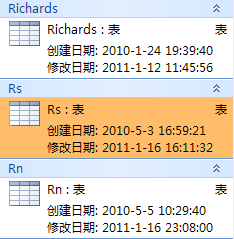 Richards
Richards : 表 表
创建日期: 2010-1-24 19:39:40
修改日期: 2011-1-12 11:45:56
Rs
Rs : 表 表
创建日期: 2010-5-3 16:59:21
修改日期: 2011-1-16 16:11:32
Rn
Rn : 表 表
创建日期: 2010-5-5 10:29:40
修改日期: 2011-1-16 23:08:00